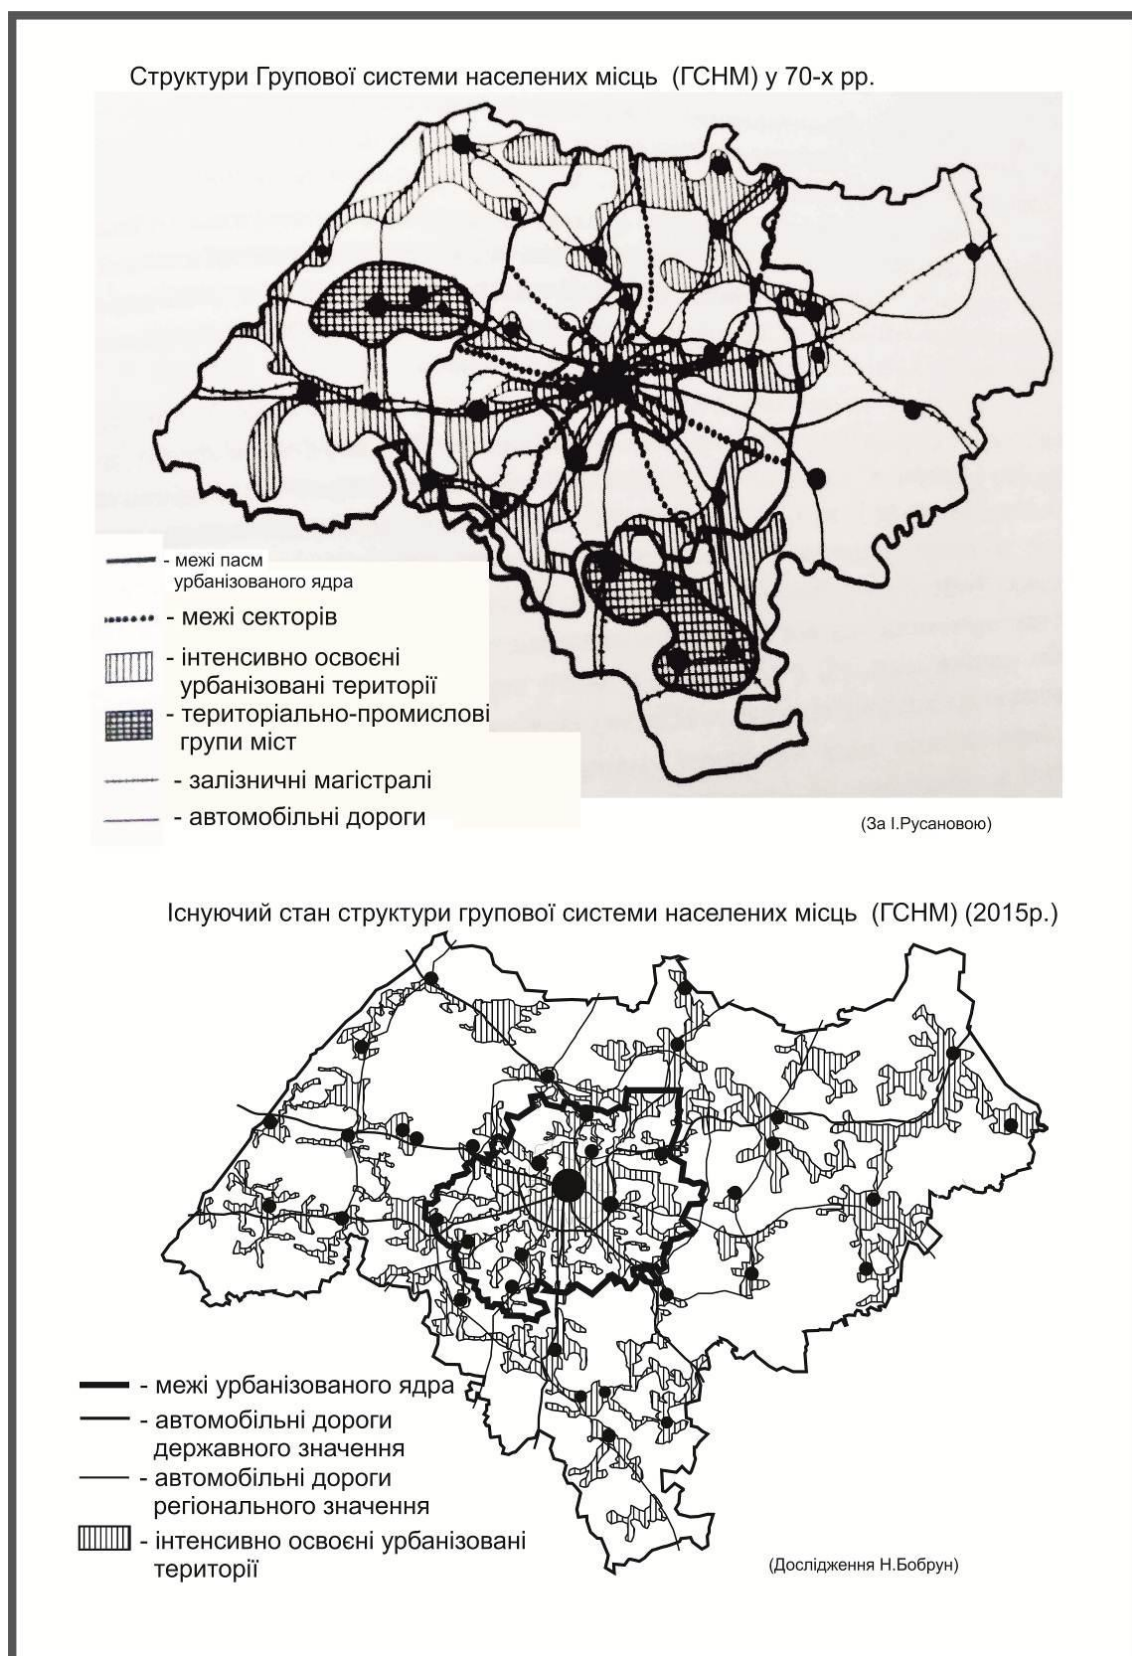 Структури Групової системи населених місць (ГСНМ) у 70-х рр.
- межі пасм
урбанізованого ядра
- межі секторів
- інтенсивно освоєні
урбанізовані території
- територіально-промислові
групи міст
- залізничні магістралі
- автомобільні дороги
(За І.Русановою)
Існуючий стан структури групової системи населених місць (ГСНМ) (2015р.)
- межі урбанізованого ядра
- автомобільні дороги
державного значення
- автомобільні дороги
регіонального значення
- інтенсивно освоєні урбанізовані
території
(Дослідження Н.Бобрун)